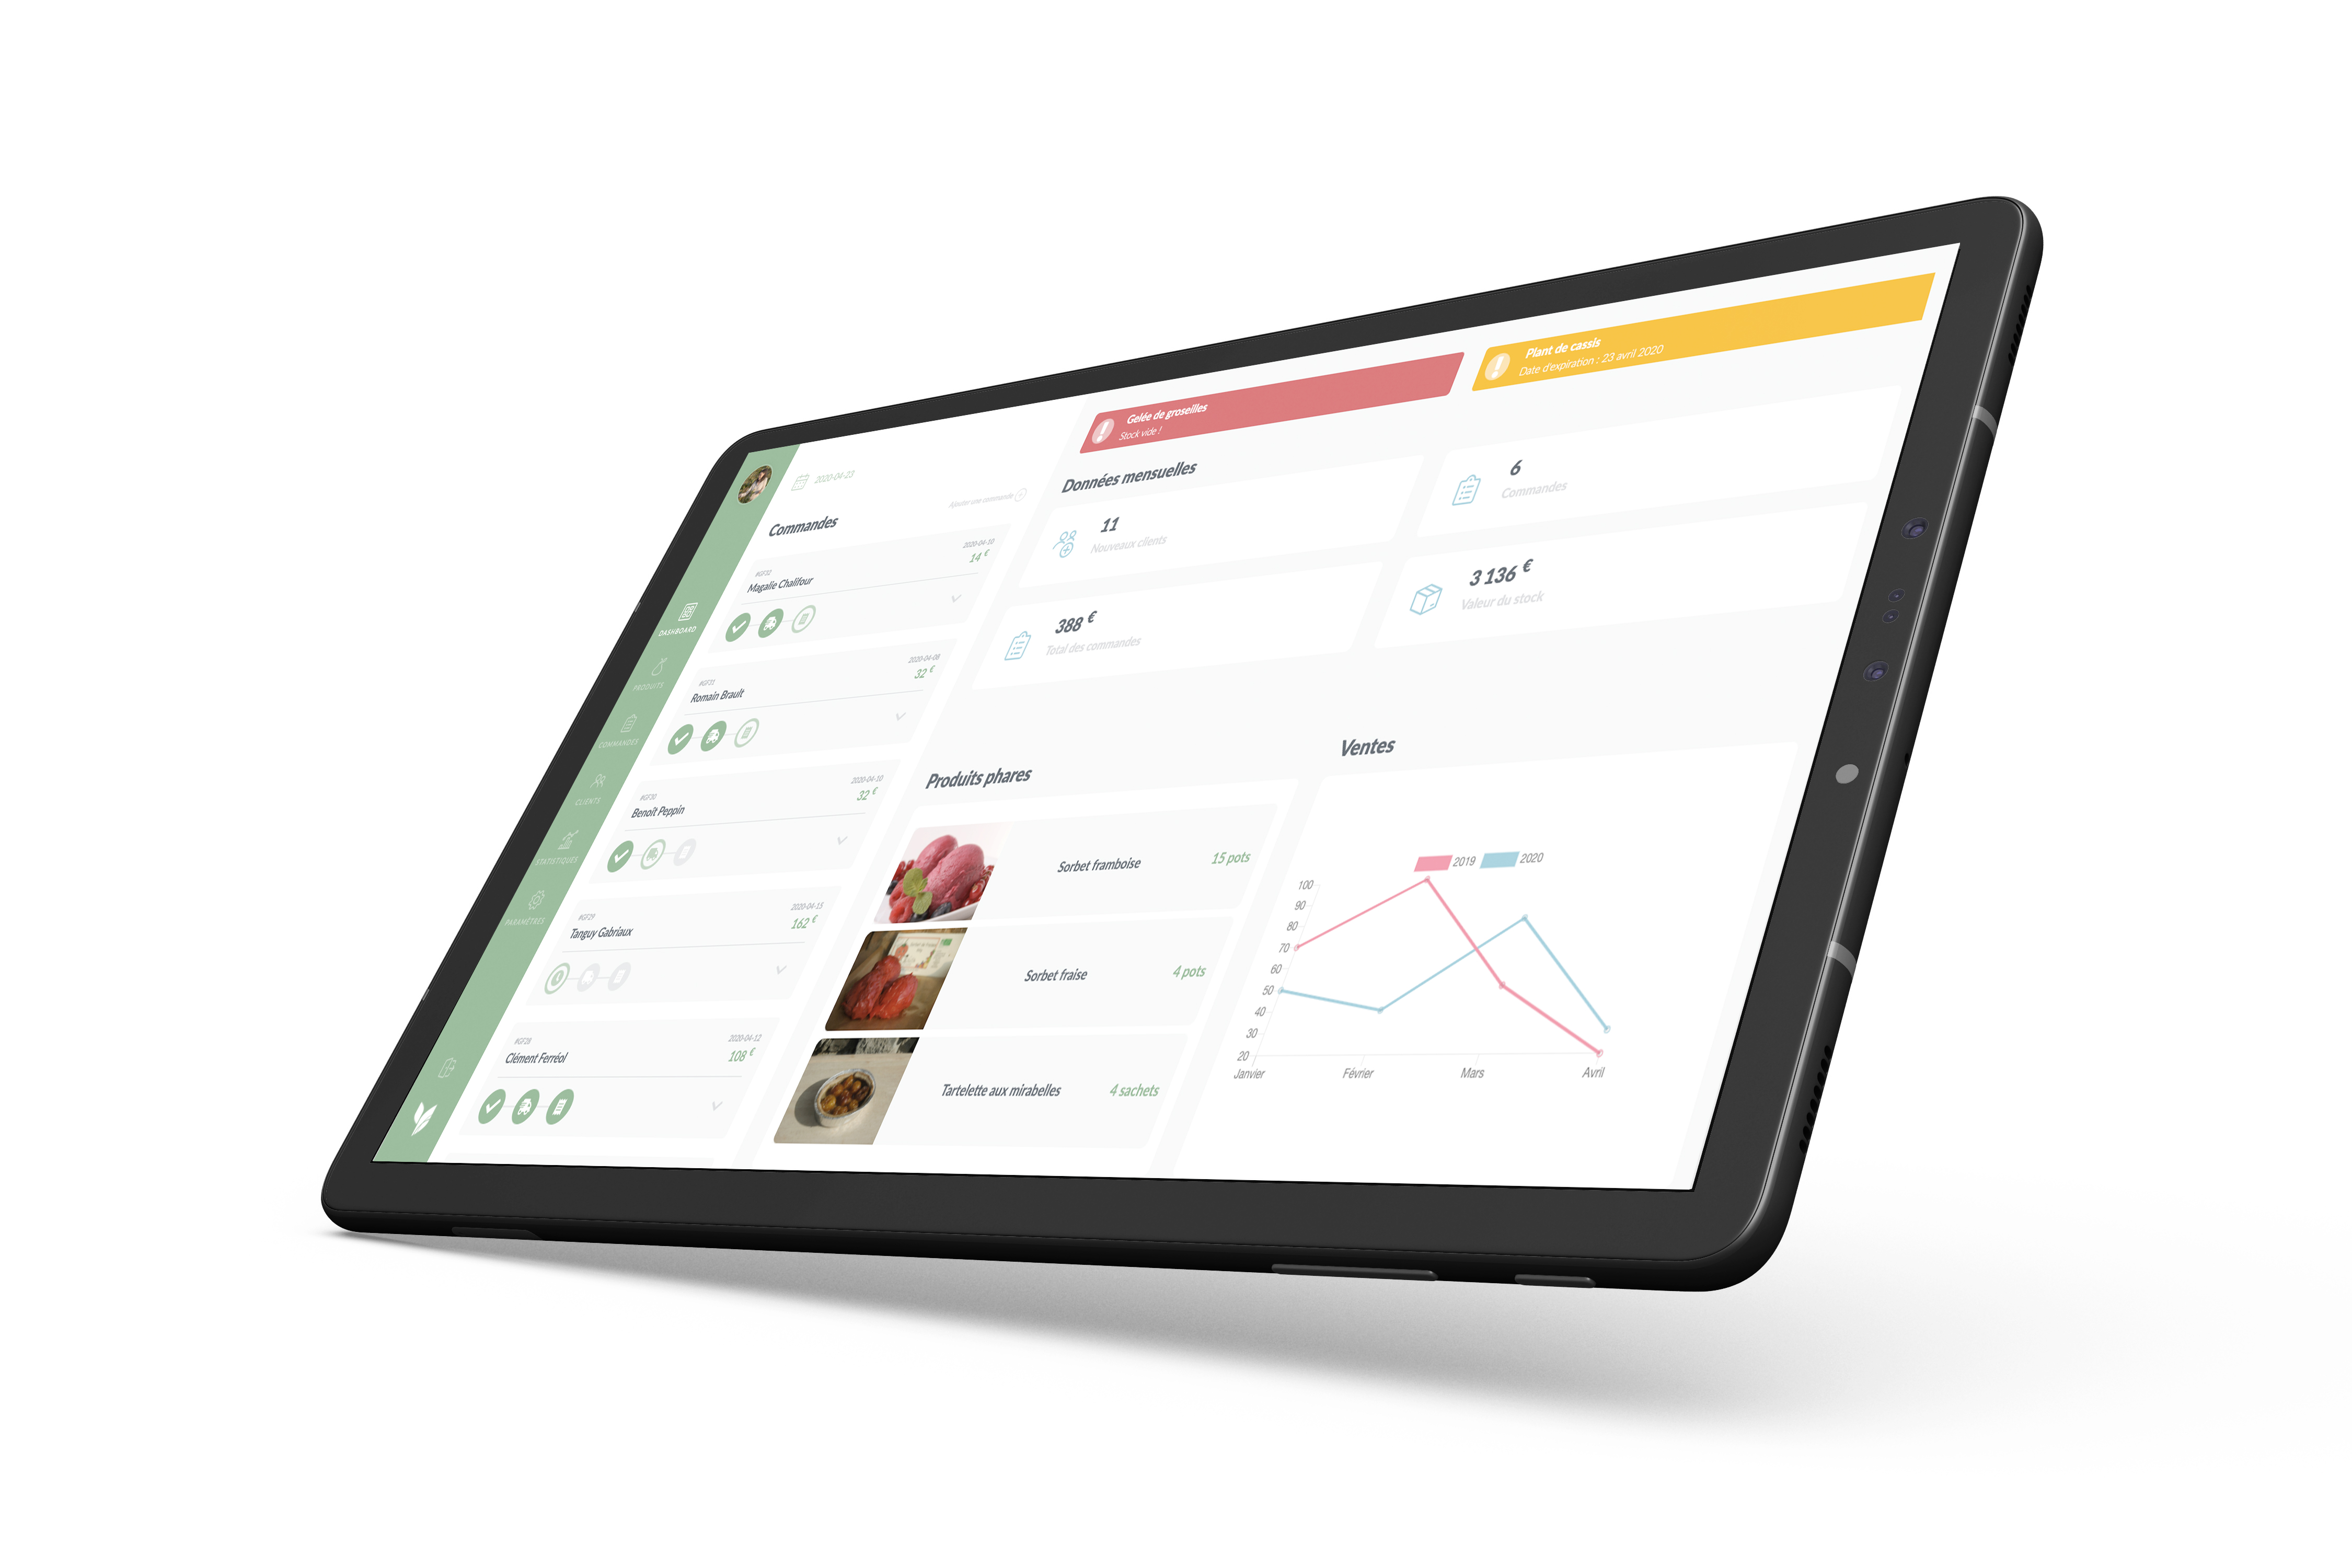 DASHBOARD
PRODUITS
COMMANDES
CLIENTS
STATISTIQUES
PARAMÈTRES
2020-04-23
Commandes
Ajouter une commande
#GF32
2020-04-10
Magalie Chalifour
14 €
#GF31
2020-04-08
Romain Brault
32 €
#GF30
2020-04-10
Benoît Peppin
32 €
#GF29
2020-04-15
Tanguy Gabriaux
162 €
#GF28
2020-04-12
Clément Ferréol
108 €
Gelée de groseilles
Stock vide !
Plant de cassis
Date d'expiration : 23 avril 2020
Données mensuelles
11
Nouveaux clients
6
Commandes
388 €
Total des commandes
3 136 €
Valeur du stock
Produits phares
Sorbet framboise
15 pots
Sorbet fraise
4 pots
Tartelette aux mirabelles
4 sachets
Ventes
2019
2020
100
90
80
70
60
50
40
30
20
Janvier
Février
Mars
Avril